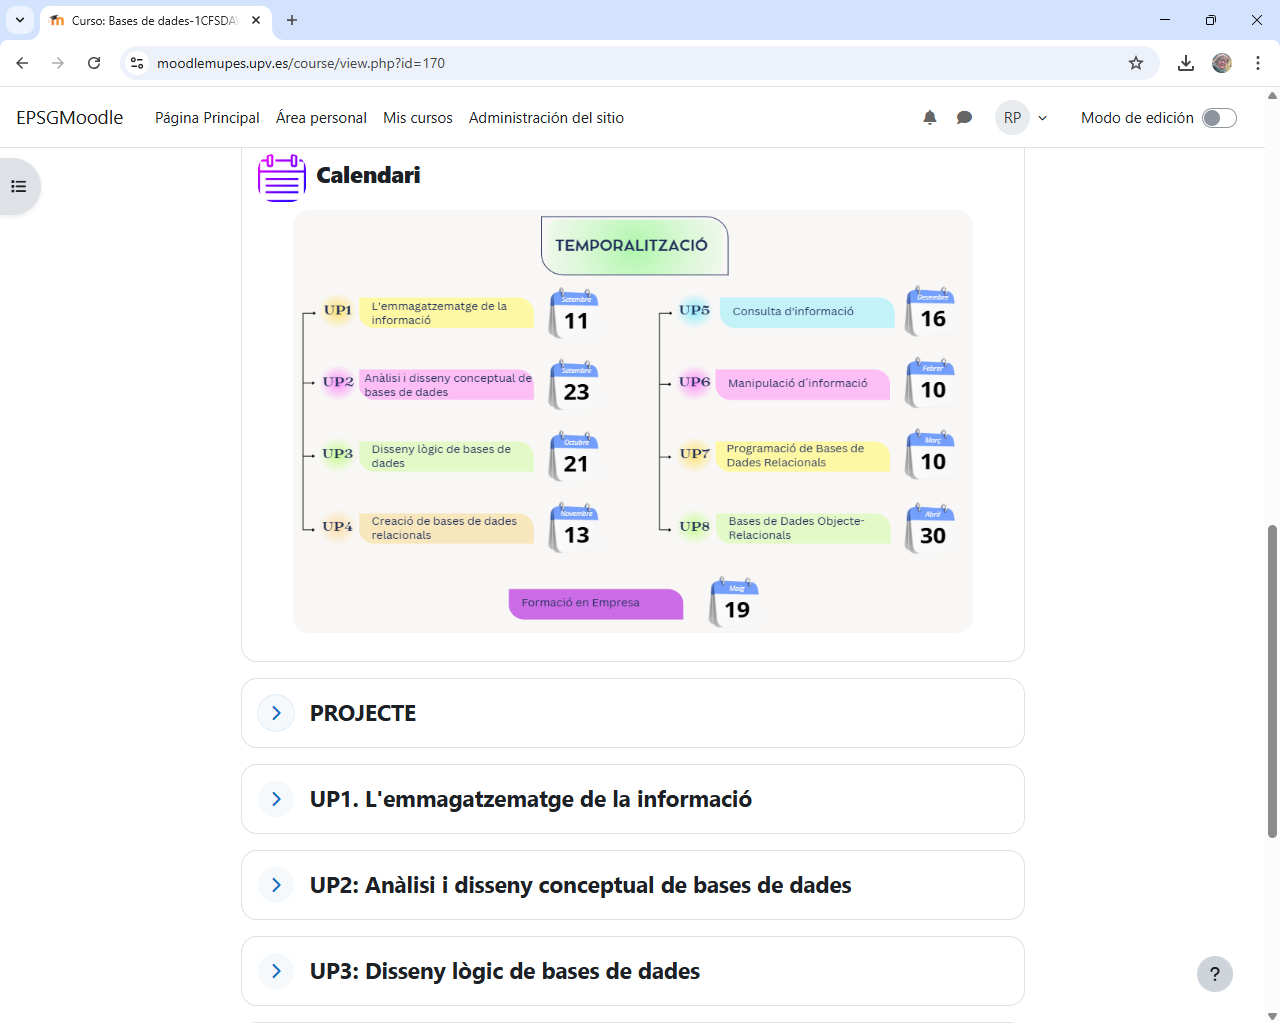 Curso: Bases de dades-1CFSDA
moodlemupes.upv.es/course/view.php?id=170
EPSGMoodle
Página Principal
Área personal
Mis cursos
Administración del sitio
RP
Modo de edición
Calendari
TEMPORALITZACIÓ
UP1
L'emmagatzematge de la
informació
Setembre
11
UP2
Anàlisi i disseny conceptual de
bases de dades
Setembre
23
UP3
Disseny lògic de bases de
dades
Octubre
21
UP4
Creació de bases de dades
relacionals
Novembre
13
UP5
Consulta d'informació
Desembre
16
UP6
Manipulació d´informació
Febrer
10
UP7
Programació de Bases de
Dades Relacionals
Març
10
UP8
Bases de Dades Objecte-
Relacionals
Abril
30
Formació en Empresa
Maig
19
PROJECTE
UP1. L'emmagatzematge de la informació
UP2: Anàlisi i disseny conceptual de bases de dades
UP3: Disseny lògic de bases de dades
?